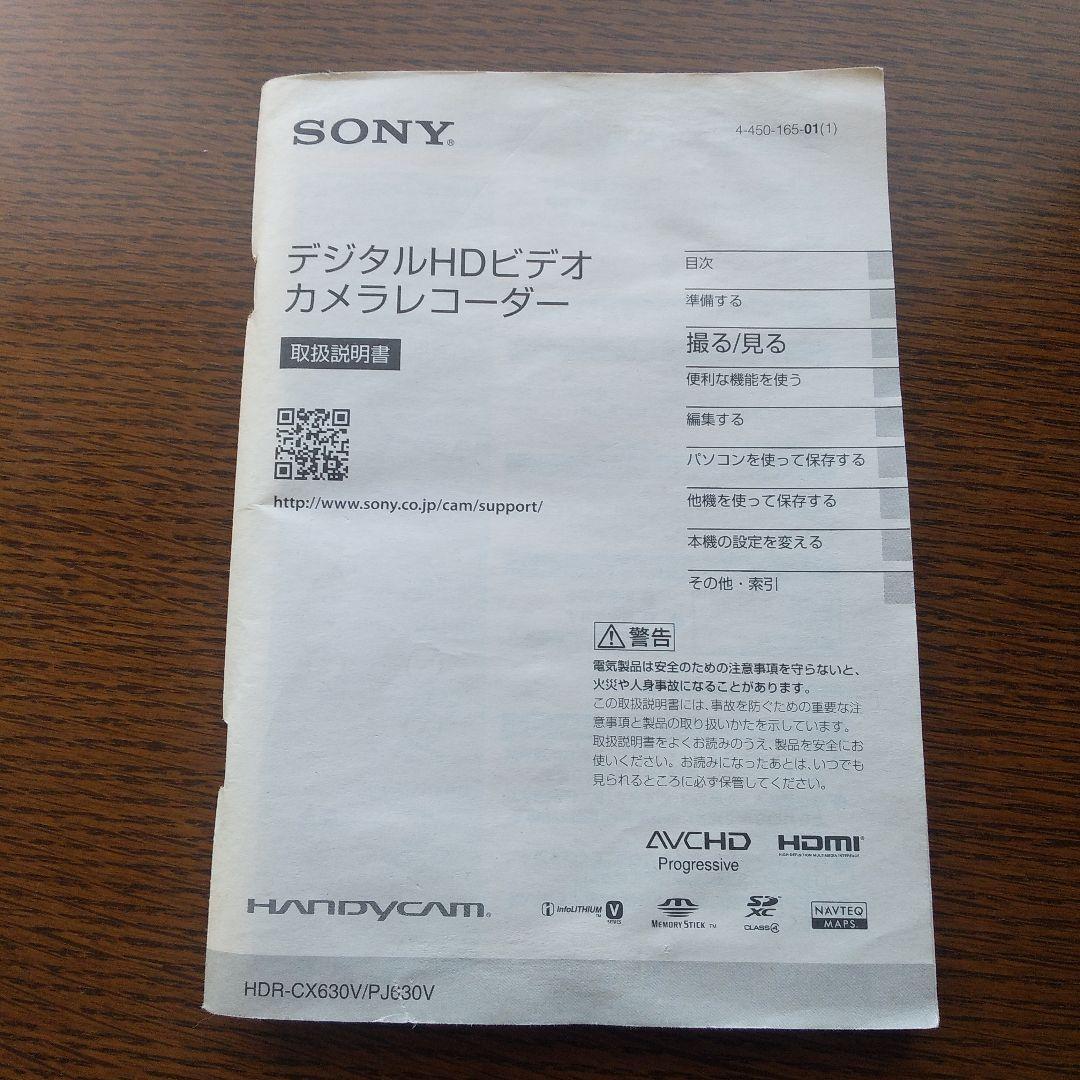 SONY®
4-450-165-01(1)
デジタルHDビデオ
カメラレコーダー
取扱説明書
http://www.sony.co.jp/cam/support/
目次
準備する
撮る/見る
便利な機能を使う
編集する
パソコンを使って保存する
他機を使って保存する
本機の設定を変える
その他・索引
警告
電気製品は安全のための注意事項を守らないと、
火災や人身事故になることがあります。
この取扱説明書には、事故を防ぐための重要な注
意事項と製品の取り扱いかたを示しています。
取扱説明書をよくお読みのうえ、製品を安全にお
使いください。お読みになったあとは、いつでも
見られるところに必ず保管してください。
AVCHD
Progressive
HDMI®
HIGH-DEFINITION MULTIMEDIA INTERFACE
HANDYCAM®
InfoLITHIUM™ V
SERIES
MEMORY STICK™
SD
XC
CLASS4
NAVTEQ
MAPS
HDR-CX630V/PJ630V